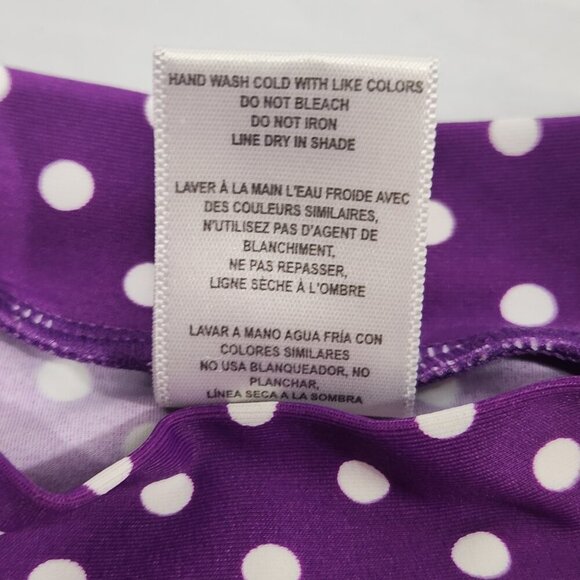 HAND WASH COLD WITH LIKE COLORS
DO NOT BLEACH
DO NOT IRON
LINE DRY IN SHADE
LAVER À LA MAIN L'EAU FROIDE AVEC
DES COULEURS SIMILAIRES,
N'UTILISEZ PAS D'AGENT DE
BLANCHIMENT,
NE PAS REPASSER,
LIGNE SÈCHE À L'OMBRE
LAVAR A MANO AGUA FRÍA CON
COLORES SIMILARES
NO USA BLANQUEADOR, NO
PLANCHAR,
LÍNEA SECA A LA SOMBRA